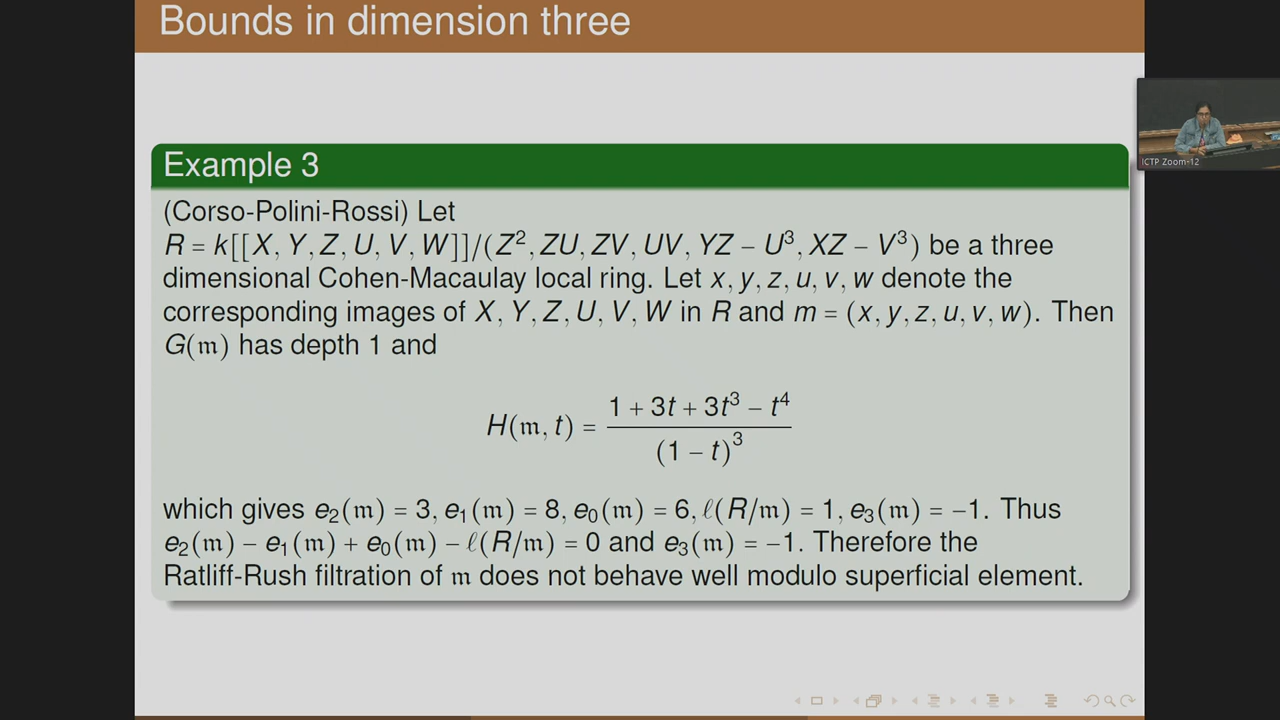 Bounds in dimension three
ICTP Zoom-12
Example 3
(Corso-Polini-Rossi) Let
R = k[[X, Y, Z, U, V, W]]/(Z², ZU, ZV, UV, YZ − U³, XZ − V³) be a three
dimensional Cohen-Macaulay local ring. Let x, y, z, u, v, w denote the
corresponding images of X, Y, Z, U, V, W in R and m = (x, y, z, u, v, w). Then
G(𝔪) has depth 1 and
H(𝔪, t) = (1 + 3t + 3t³ − t⁴) / (1 − t)³
which gives e₂(𝔪) = 3, e₁(𝔪) = 8, e₀(𝔪) = 6, ℓ(R/𝔪) = 1, e₃(𝔪) = −1. Thus
e₂(𝔪) − e₁(𝔪) + e₀(𝔪) − ℓ(R/𝔪) = 0 and e₃(𝔪) = −1. Therefore the
Ratliff-Rush filtration of 𝔪 does not behave well modulo superficial element.